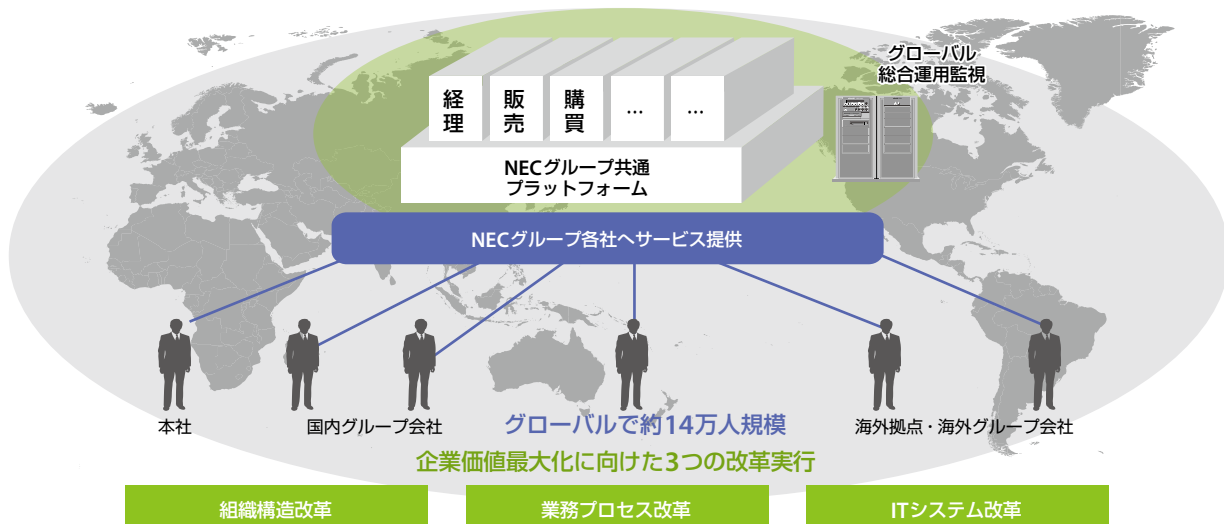 グローバル
総合運用監視
経理
販売
購買
…
…
NECグループ共通
プラットフォーム
NECグループ各社へサービス提供
本社
国内グループ会社
海外拠点・海外グループ会社
グローバルで約14万人規模
企業価値最大化に向けた3つの改革実行
組織構造改革
業務プロセス改革
ITシステム改革